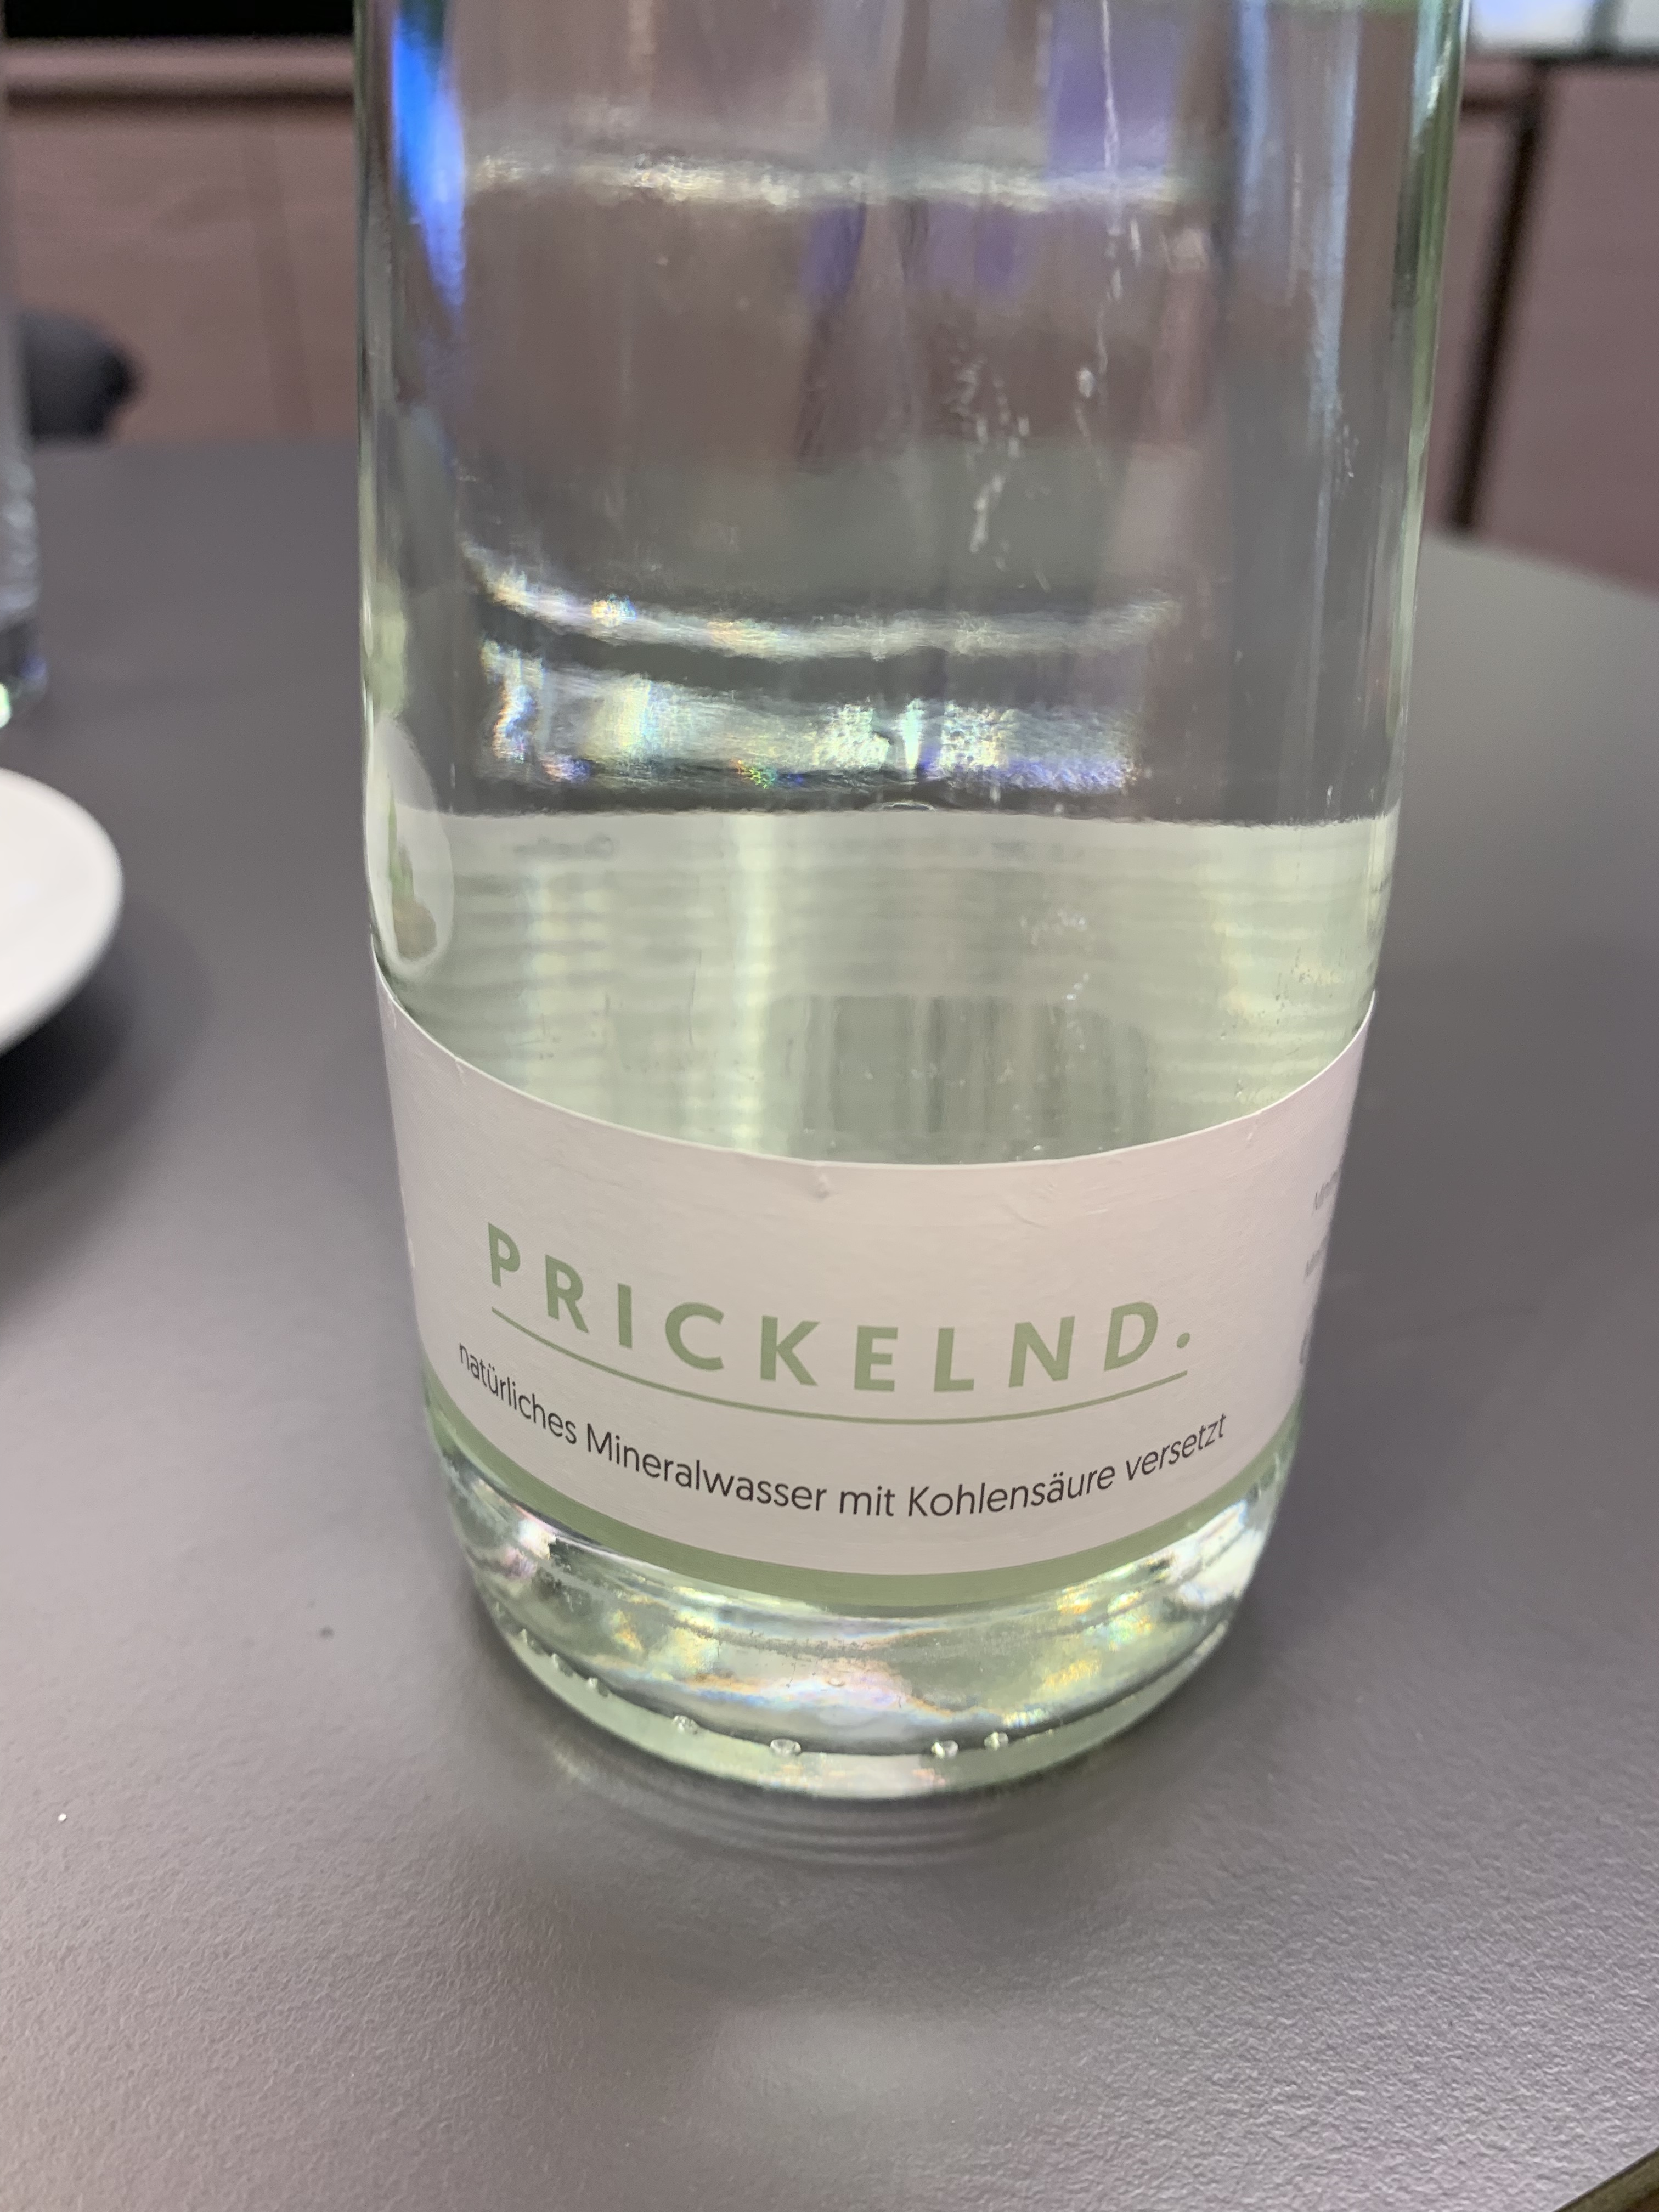 PRICKELND.
natürliches Mineralwasser mit Kohlensäure versetzt